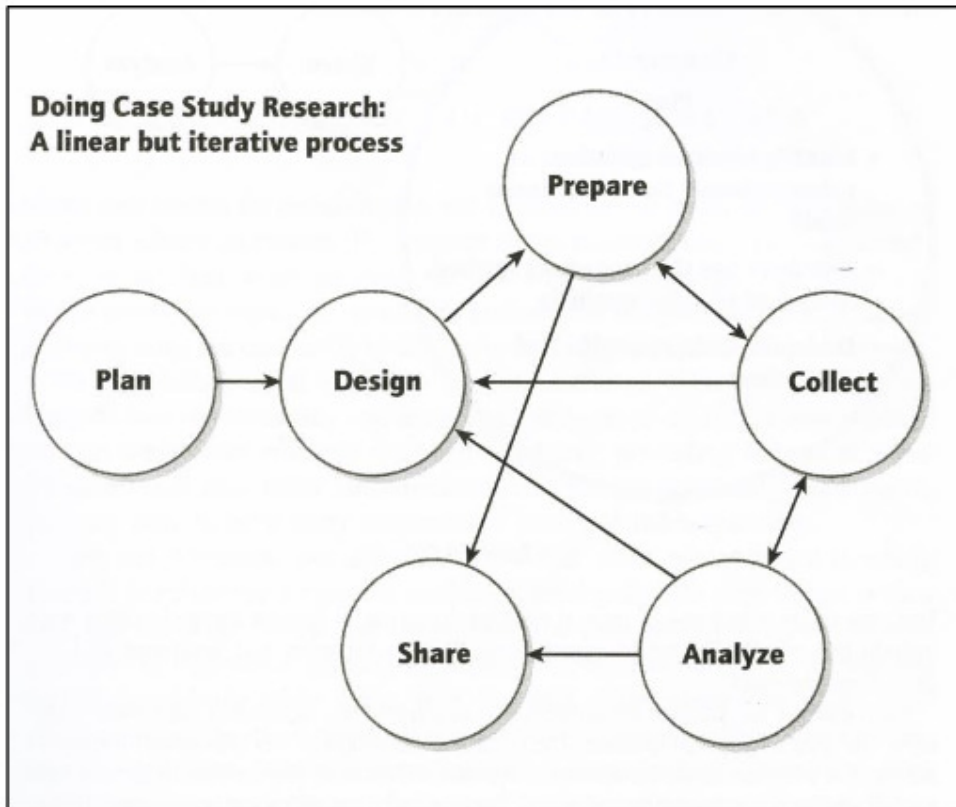 Doing Case Study Research:
A linear but iterative process
Prepare
Plan
Design
Collect
Share
Analyze